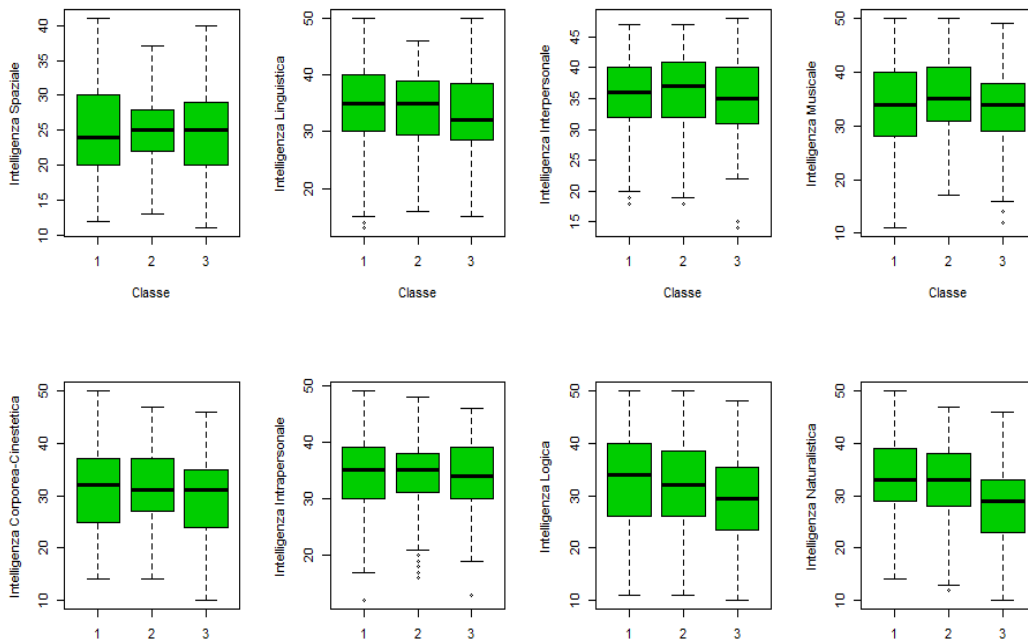 Intelligenza Spaziale
10 15 20 25 30 35 40
1 2 3
Classe
Intelligenza Linguistica
20 30 40 50
1 2 3
Classe
Intelligenza Interpersonale
15 20 25 30 35 40 45
1 2 3
Classe
Intelligenza Musicale
10 20 30 40 50
1 2 3
Classe
Intelligenza Corporea-Cinestetica
10 20 30 40 50
1 2 3
Intelligenza Intrapersonale
20 30 40 50
1 2 3
Intelligenza Logica
10 20 30 40 50
1 2 3
Intelligenza Naturalistica
10 20 30 40 50
1 2 3